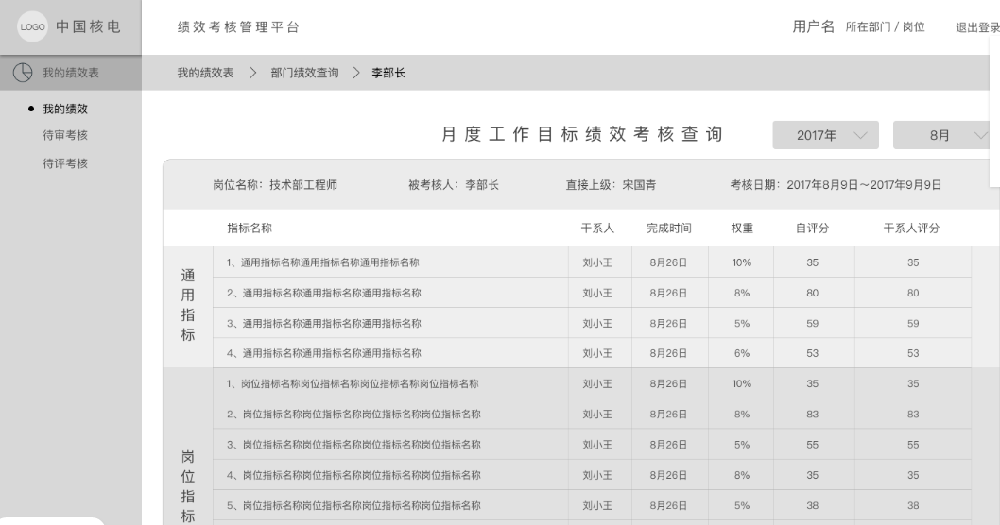 LOGO 中国核电 绩效考核管理平台 用户名 所在部门 / 岗位 退出登录
我的绩效表 我的绩效表 > 部门绩效查询 > 李部长
我的绩效
待审考核
待评考核
月度工作目标绩效考核查询 2017年 8月
岗位名称：技术部工程师 被考核人：李部长 直接上级：宋国青 考核日期：2017年8月9日～2017年9月9日
指标名称 干系人 完成时间 权重 自评分 干系人评分
通用指标
1、通用指标名称通用指标名称通用指标名称 刘小王 8月26日 10% 35 35
2、通用指标名称通用指标名称通用指标名称 刘小王 8月26日 8% 80 80
3、通用指标名称通用指标名称通用指标名称 刘小王 8月26日 5% 59 59
4、通用指标名称通用指标名称通用指标名称 刘小王 8月26日 6% 53 53
岗位指标
1、岗位指标名称岗位指标名称岗位指标名称岗位指标名称 刘小王 8月26日 10% 35 35
2、岗位指标名称岗位指标名称岗位指标名称岗位指标名称 刘小王 8月26日 8% 83 83
3、岗位指标名称岗位指标名称岗位指标名称岗位指标名称 刘小王 8月26日 5% 55 55
4、岗位指标名称岗位指标名称岗位指标名称岗位指标名称 刘小王 8月26日 8% 35 35
5、岗位指标名称岗位指标名称岗位指标名称岗位指标名称 刘小王 8月26日 5% 38 38